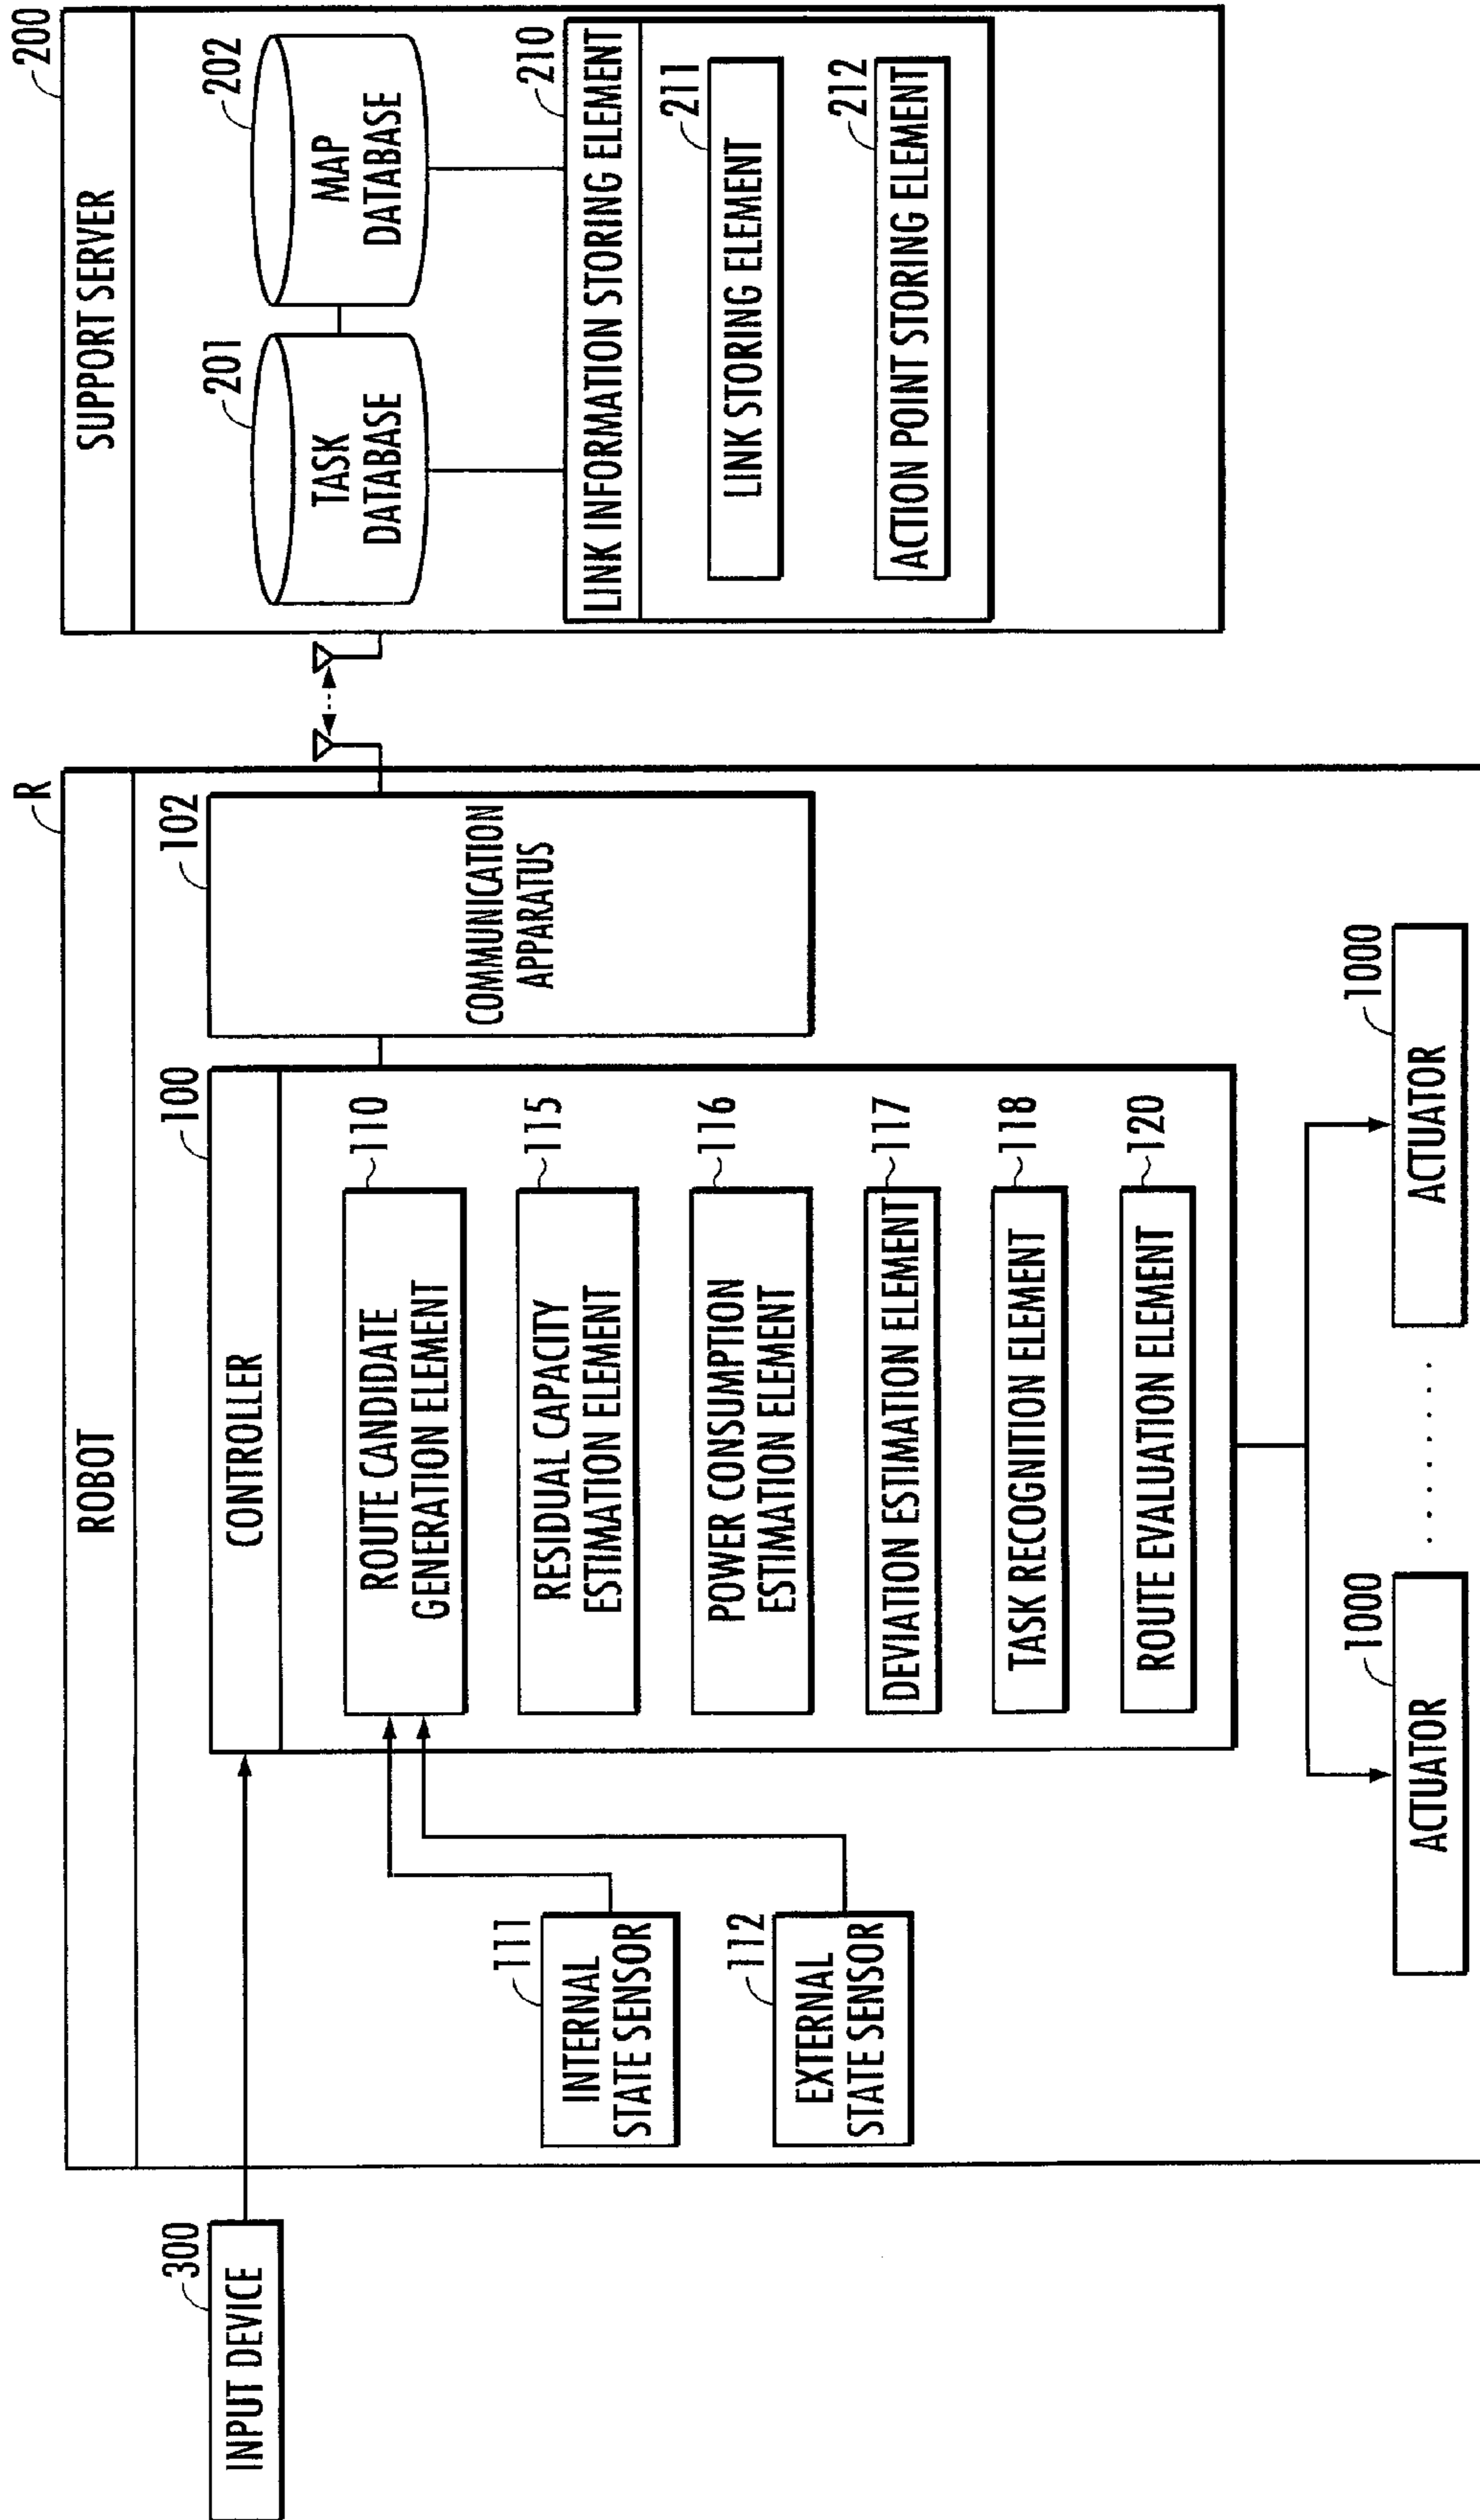 200
SUPPORT SERVER
201
TASK
DATABASE
202
MAP
DATABASE
210
LINK INFORMATION STORING ELEMENT
211
LINK STORING ELEMENT
212
ACTION POINT STORING ELEMENT
R
ROBOT
102
COMMUNICATION
APPARATUS
100
CONTROLLER
110
ROUTE CANDIDATE
GENERATION ELEMENT
115
RESIDUAL CAPACITY
ESTIMATION ELEMENT
116
POWER CONSUMPTION
ESTIMATION ELEMENT
117
DEVIATION ESTIMATION ELEMENT
118
TASK RECOGNITION ELEMENT
120
ROUTE EVALUATION ELEMENT
111
INTERNAL
STATE SENSOR
112
EXTERNAL
STATE SENSOR
1000
ACTUATOR
.......
1000
ACTUATOR
300
INPUT DEVICE